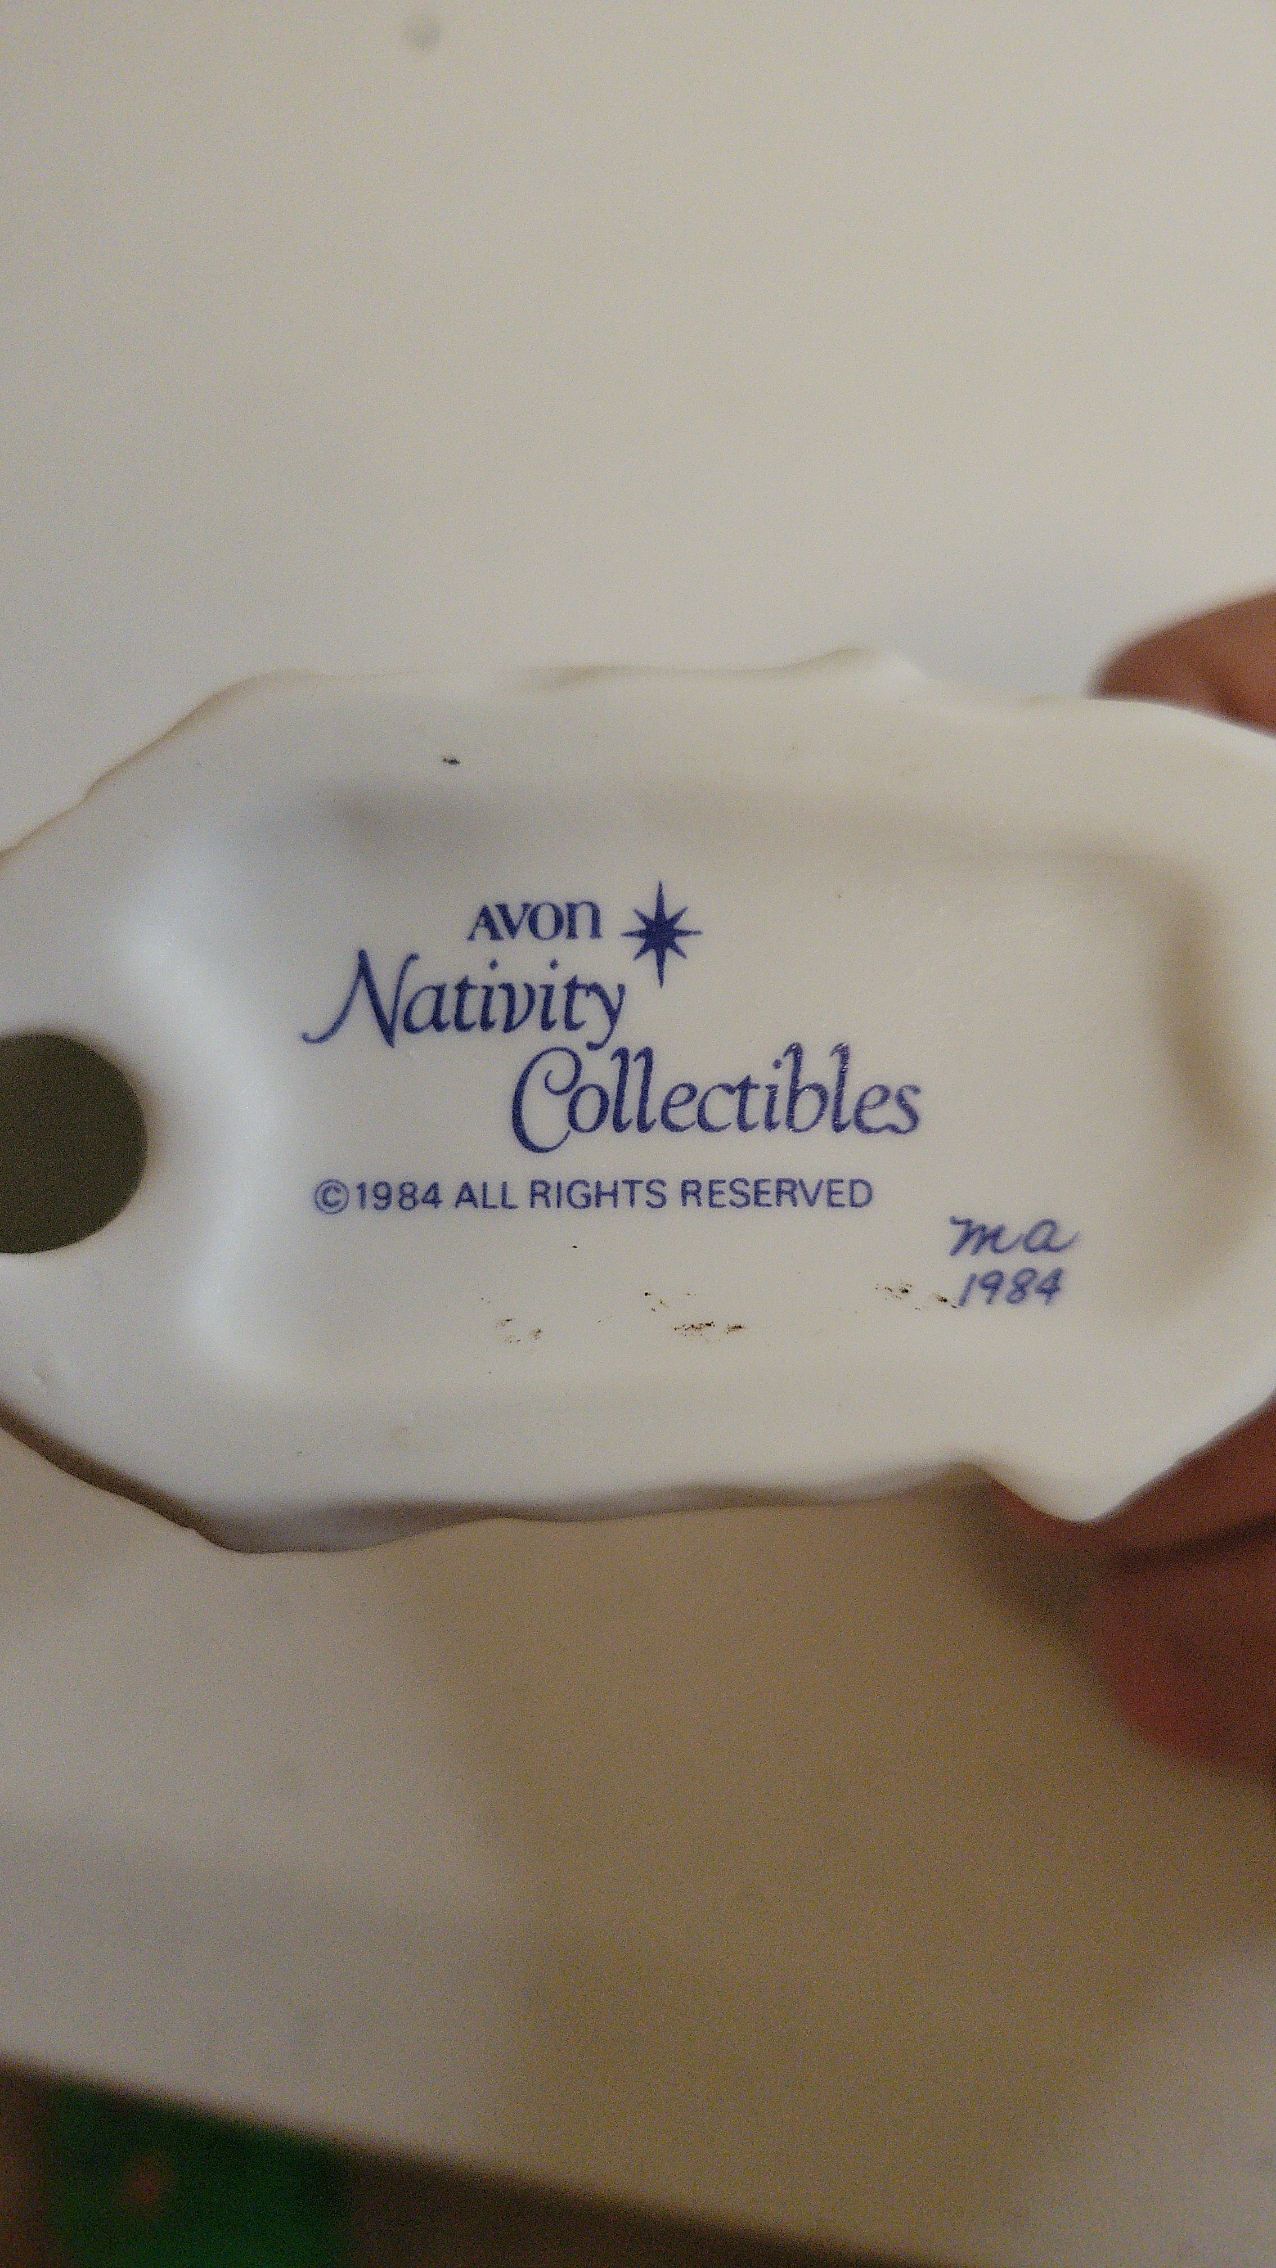 AVON
Nativity
Collectibles
©1984 ALL RIGHTS RESERVED
ma
1984